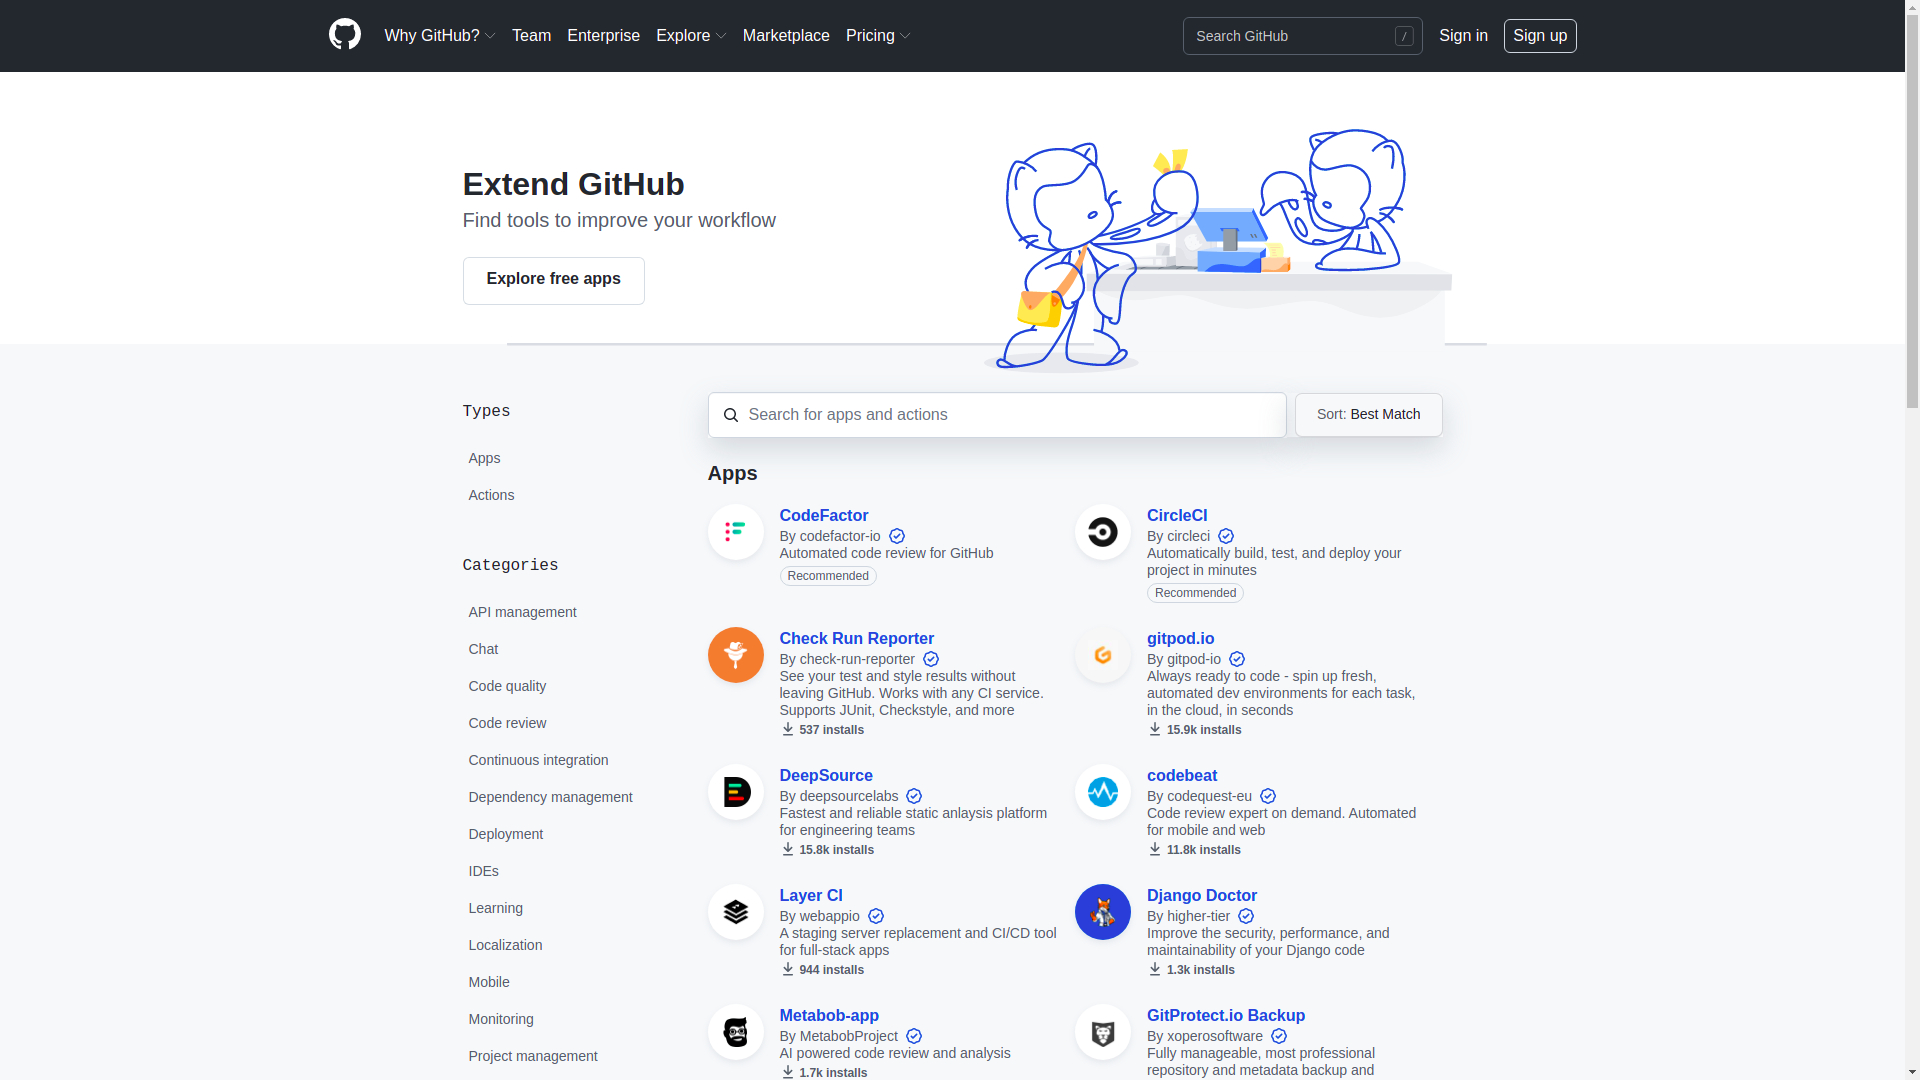 Why GitHub?
Team
Enterprise
Explore
Marketplace
Pricing
Search GitHub
/
Sign in
Sign up
Extend GitHub
Find tools to improve your workflow
Explore free apps
Types
Apps
Actions
Categories
API management
Chat
Code quality
Code review
Continuous integration
Dependency management
Deployment
IDEs
Learning
Localization
Mobile
Monitoring
Project management
Search for apps and actions
Sort: Best Match
Apps
CodeFactor
By codefactor-io
Automated code review for GitHub
Recommended
CircleCI
By circleci
Automatically build, test, and deploy your
project in minutes
Recommended
Check Run Reporter
By check-run-reporter
See your test and style results without
leaving GitHub. Works with any CI service.
Supports JUnit, Checkstyle, and more
537 installs
gitpod.io
By gitpod-io
Always ready to code - spin up fresh,
automated dev environments for each task,
in the cloud, in seconds
15.9k installs
DeepSource
By deepsourcelabs
Fastest and reliable static anlaysis platform
for engineering teams
15.8k installs
codebeat
By codequest-eu
Code review expert on demand. Automated
for mobile and web
11.8k installs
Layer CI
By webappio
A staging server replacement and CI/CD tool
for full-stack apps
944 installs
Django Doctor
By higher-tier
Improve the security, performance, and
maintainability of your Django code
1.3k installs
Metabob-app
By MetabobProject
AI powered code review and analysis
1.7k installs
GitProtect.io Backup
By xoperosoftware
Fully manageable, most professional
repository and metadata backup and